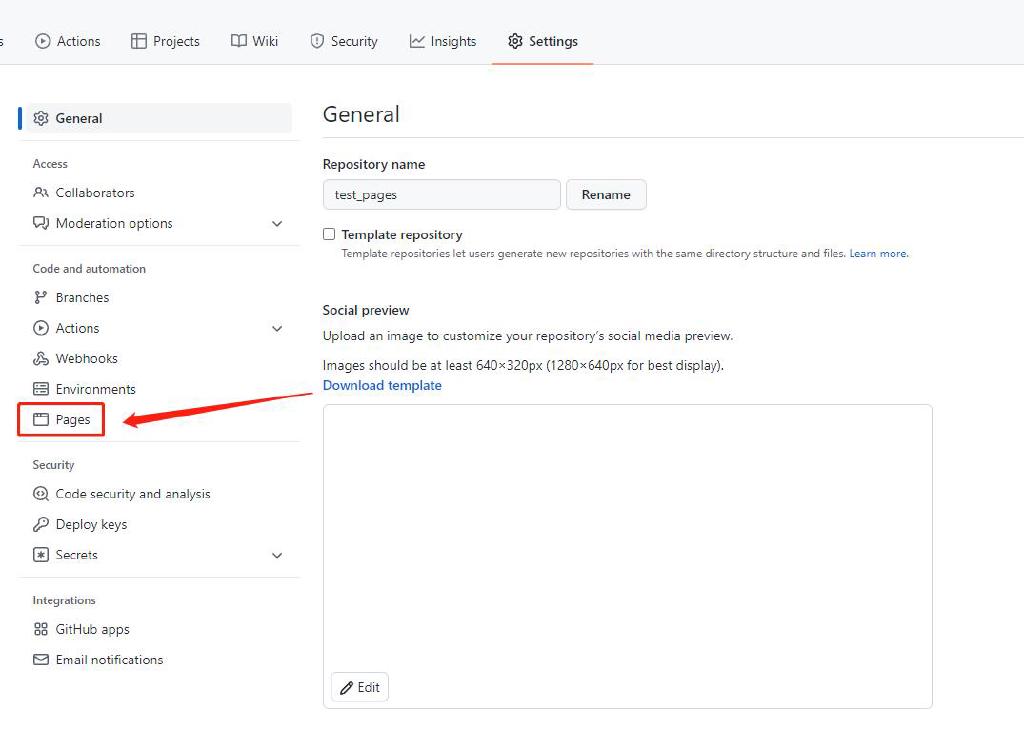 s Actions Projects Wiki Security Insights Settings
General
Access
Collaborators
Moderation options
Code and automation
Branches
Actions
Webhooks
Environments
Pages
Security
Code security and analysis
Deploy keys
Secrets
Integrations
GitHub apps
Email notifications
General
Repository name
test_pages Rename
Template repository
Template repositories let users generate new repositories with the same directory structure and files. Learn more.
Social preview
Upload an image to customize your repository's social media preview.
Images should be at least 640×320px (1280×640px for best display).
Download template
Edit